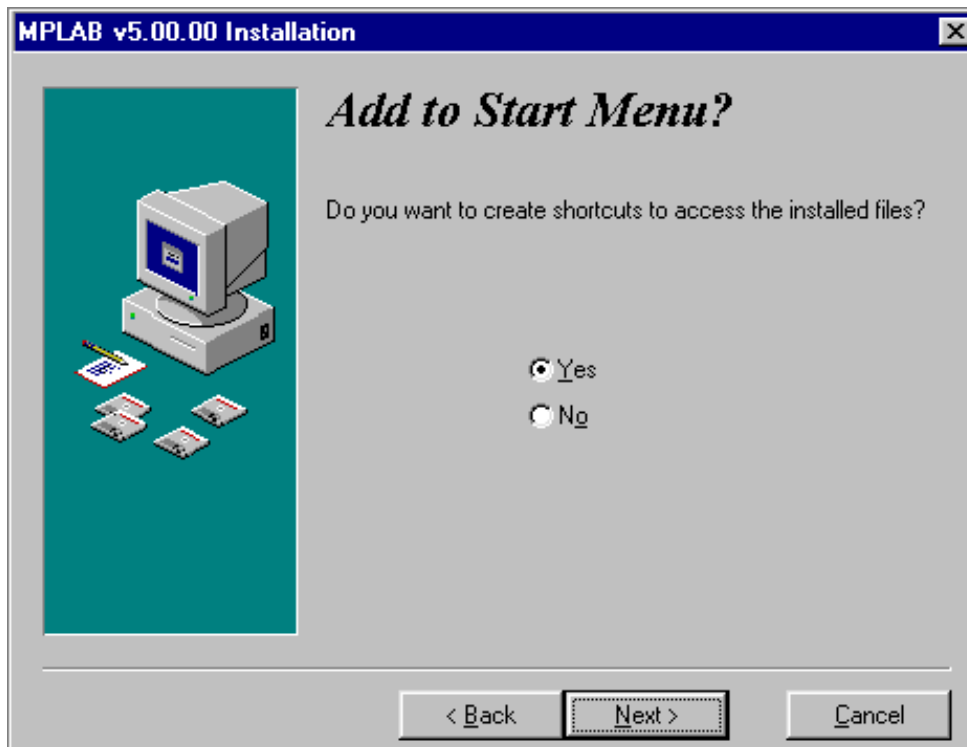 MPLAB v5.00.00 Installation
Add to Start Menu?
Do you want to create shortcuts to access the installed files?
Yes
No
< Back Next > Cancel